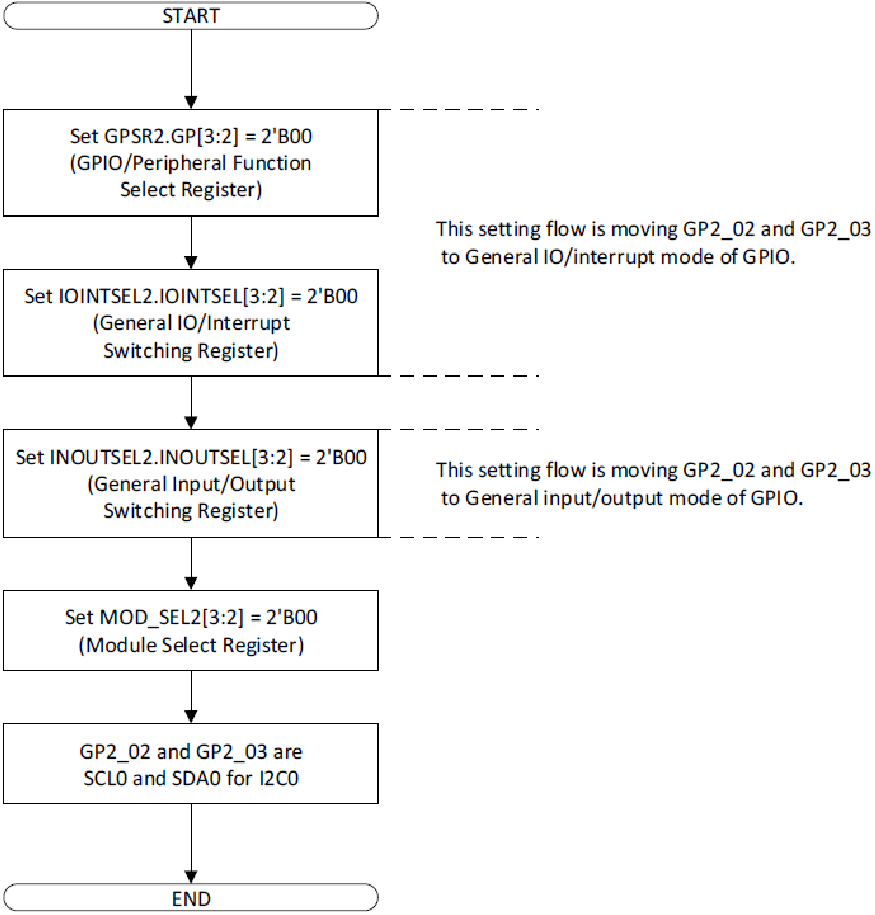 START
Set GPSR2.GP[3:2] = 2'B00
(GPIO/Peripheral Function
Select Register)
This setting flow is moving GP2_02 and GP2_03
to General IO/interrupt mode of GPIO.
Set IOINTSEL2.IOINTSEL[3:2] = 2'B00
(General IO/Interrupt
Switching Register)
Set INOUTSEL2.INOUTSEL[3:2] = 2'B00
(General Input/Output
Switching Register)
This setting flow is moving GP2_02 and GP2_03
to General input/output mode of GPIO.
Set MOD_SEL2[3:2] = 2'B00
(Module Select Register)
GP2_02 and GP2_03 are
SCL0 and SDA0 for I2C0
END